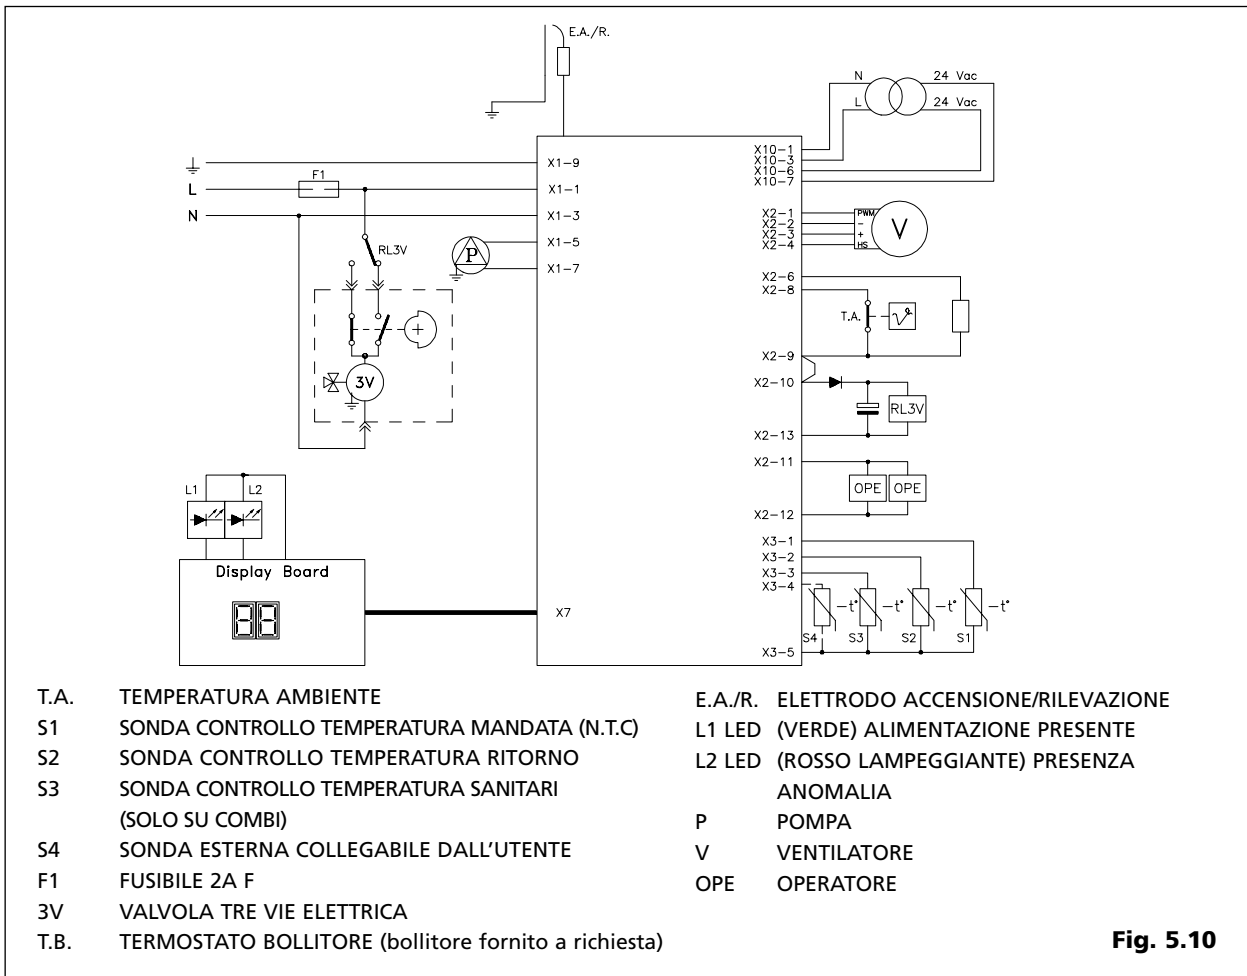 E.A./R.
N
24 Vac
L
24 Vac
X1-9
X10-1
X10-3
X10-6
X10-7
F1
L
X1-1
N
X1-3
X2-1
PWM
X2-2
-
X2-3
+
X2-4
HS
V
RL3V
P
X1-5
X1-7
X2-6
X2-8
T.A.
X2-9
X2-10
RL3V
3V
X2-13
X2-11
OPE
OPE
X2-12
L1
L2
X3-1
X3-2
X3-3
X3-4
Display Board
88
X7
-t°
-t°
-t°
-t°
S4
S3
S2
S1
X3-5
T.A. TEMPERATURA AMBIENTE
S1 SONDA CONTROLLO TEMPERATURA MANDATA (N.T.C)
S2 SONDA CONTROLLO TEMPERATURA RITORNO
S3 SONDA CONTROLLO TEMPERATURA SANITARI
(SOLO SU COMBI)
S4 SONDA ESTERNA COLLEGABILE DALL'UTENTE
F1 FUSIBILE 2A F
3V VALVOLA TRE VIE ELETTRICA
T.B. TERMOSTATO BOLLITORE (bollitore fornito a richiesta)
E.A./R. ELETTRODO ACCENSIONE/RILEVAZIONE
L1 LED (VERDE) ALIMENTAZIONE PRESENTE
L2 LED (ROSSO LAMPEGGIANTE) PRESENZA
ANOMALIA
P POMPA
V VENTILATORE
OPE OPERATORE
Fig. 5.10